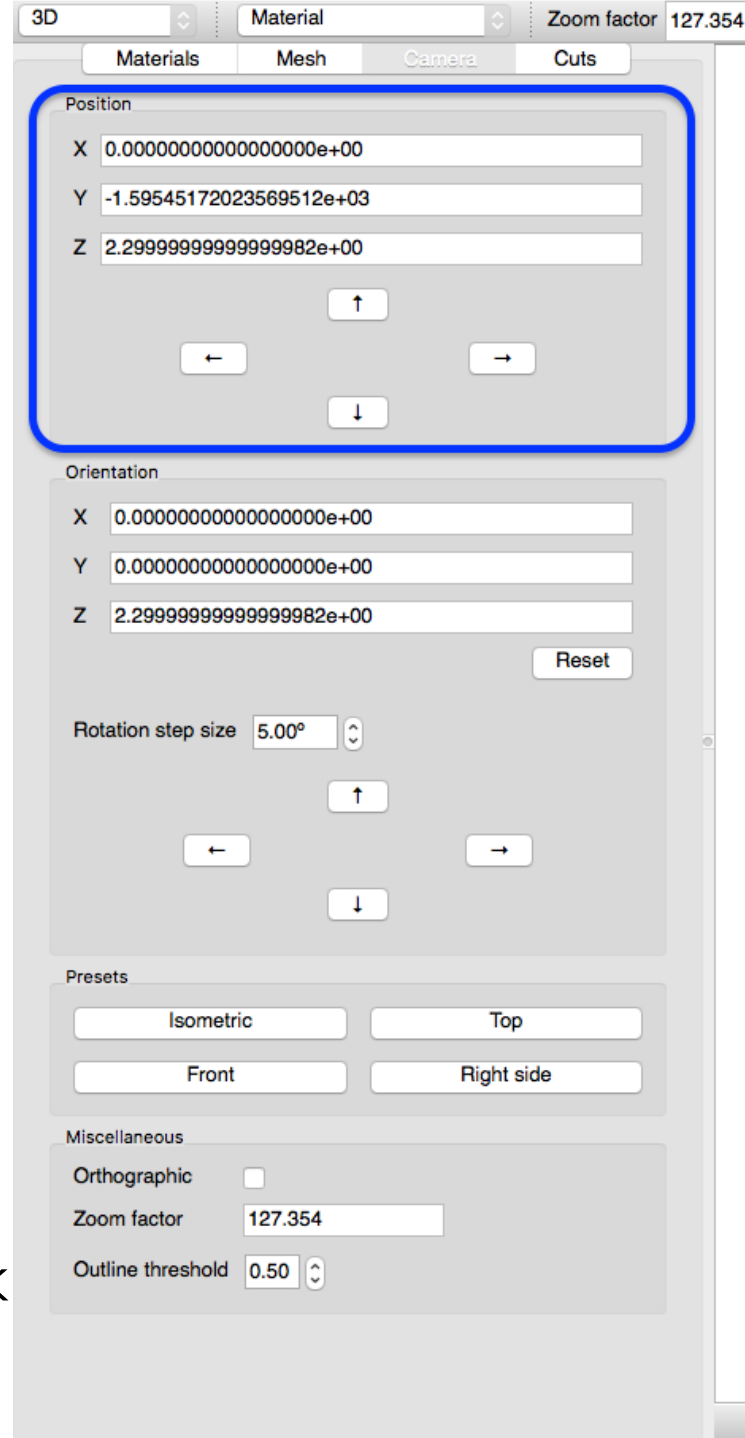 3D Material Zoom factor 127.354
Materials Mesh Camera Cuts
Position
X 0.00000000000000000e+00
Y -1.59545172023569512e+03
Z 2.29999999999999982e+00
↑
← →
↓
Orientation
X 0.00000000000000000e+00
Y 0.00000000000000000e+00
Z 2.29999999999999982e+00
Reset
Rotation step size 5.00º
↑
← →
↓
Presets
Isometric Top
Front Right side
Miscellaneous
Orthographic
Zoom factor 127.354
Outline threshold 0.50